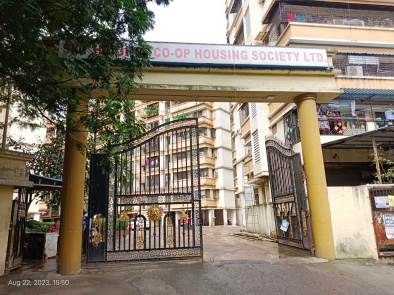 CO-OP HOUSING SOCIETY LTD.
Aug 22, 2023, 15:50